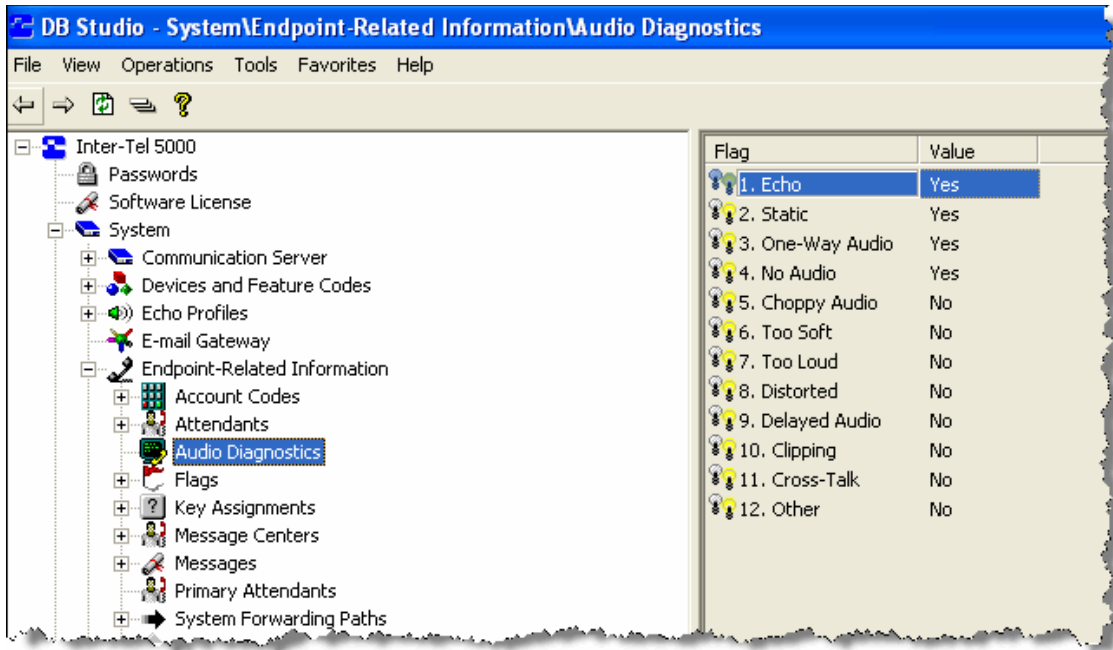 DB Studio - System\Endpoint-Related Information\Audio Diagnostics
File View Operations Tools Favorites Help
Inter-Tel 5000
Passwords
Software License
System
Communication Server
Devices and Feature Codes
Echo Profiles
E-mail Gateway
Endpoint-Related Information
Account Codes
Attendants
Audio Diagnostics
Flags
Key Assignments
Message Centers
Messages
Primary Attendants
System Forwarding Paths
Flag Value
1. Echo Yes
2. Static Yes
3. One-Way Audio Yes
4. No Audio Yes
5. Choppy Audio No
6. Too Soft No
7. Too Loud No
8. Distorted No
9. Delayed Audio No
10. Clipping No
11. Cross-Talk No
12. Other No